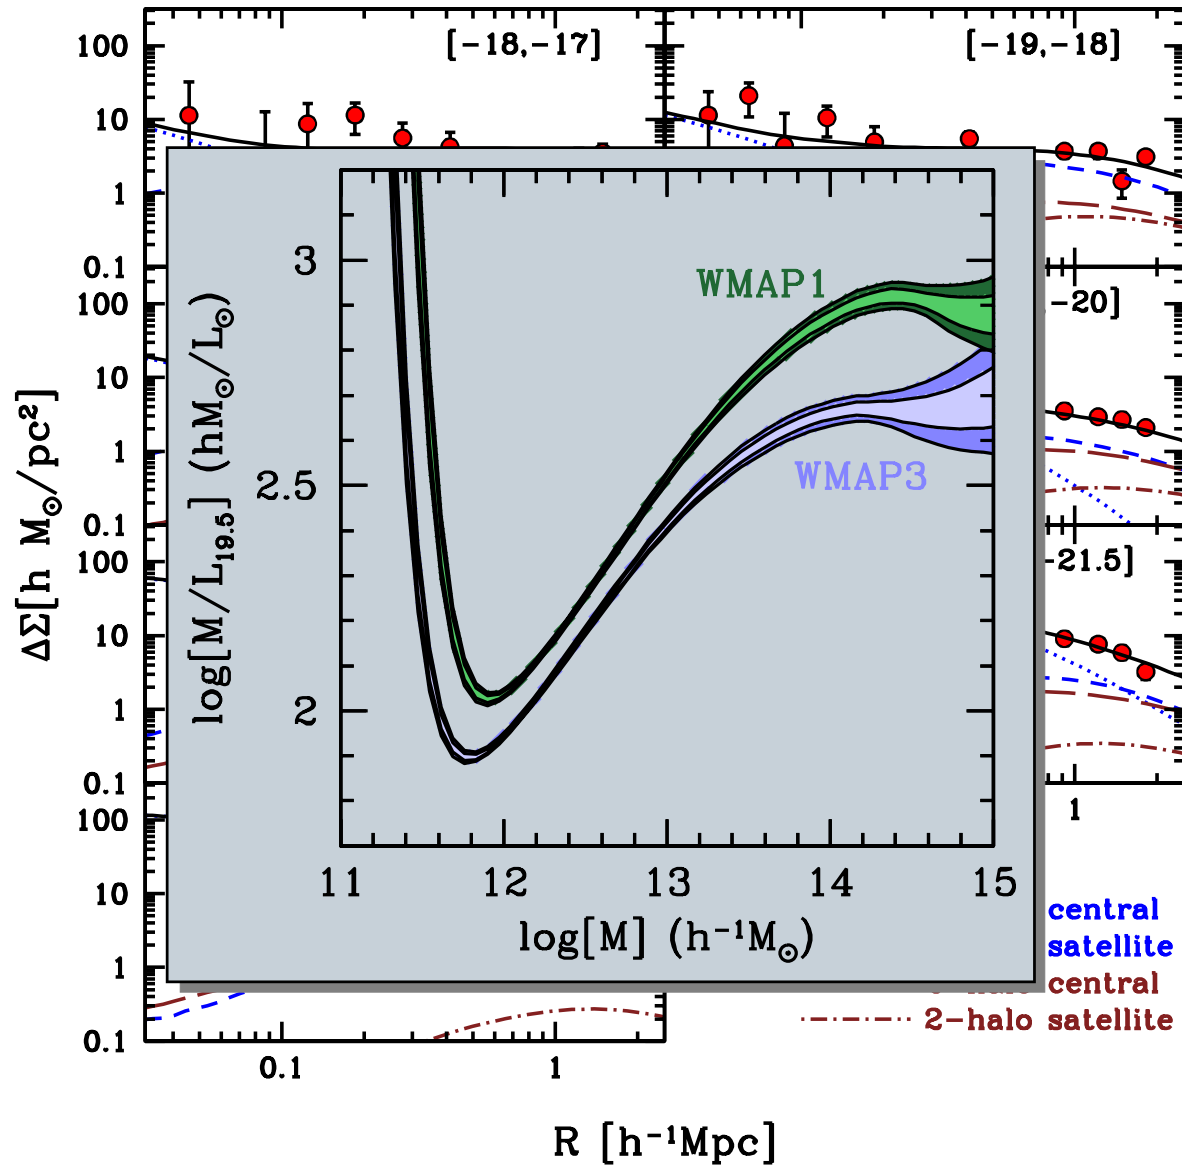 [-18,-17]
[-19,-18]
100
10
1
0.1
100
10
1
0.1
100
10
1
0.1
100
10
1
0.1
,-20]
-21.5]
ΔΣ[h M⊙/pc²]
3
2.5
2
WMAP1
WMAP3
log[M/L19.5] (hM⊙/L⊙)
11 12 13 14 15
log[M] (h⁻¹M⊙)
1
central
satellite
central
2-halo satellite
0.1 1
R [h⁻¹Mpc]